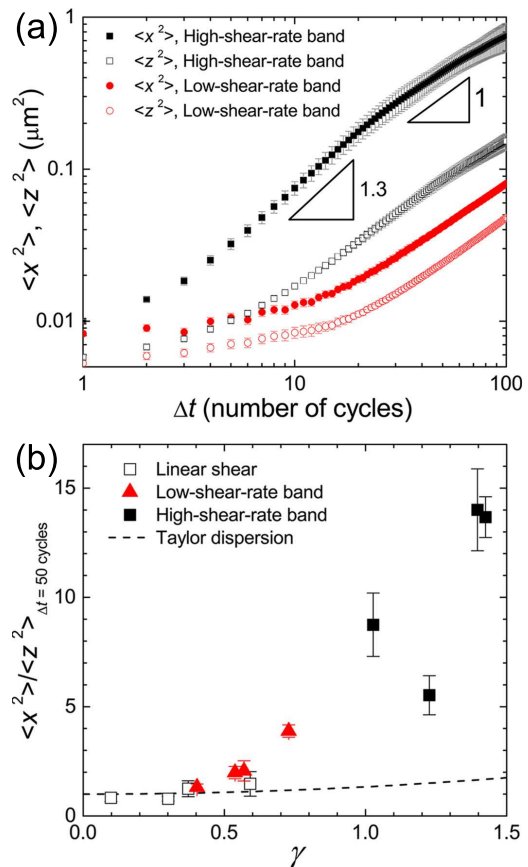 (a)
<x²>, High-shear-rate band
<z²>, High-shear-rate band
<x²>, Low-shear-rate band
<z²>, Low-shear-rate band
1
1.3
<x²>, <z²> (μm²)
1
0.1
0.01
1 10 100
Δt (number of cycles)
(b)
Linear shear
Low-shear-rate band
High-shear-rate band
Taylor dispersion
<x²>/<z²>Δt = 50 cycles
15
10
5
0
0.0 0.5 1.0 1.5
γ